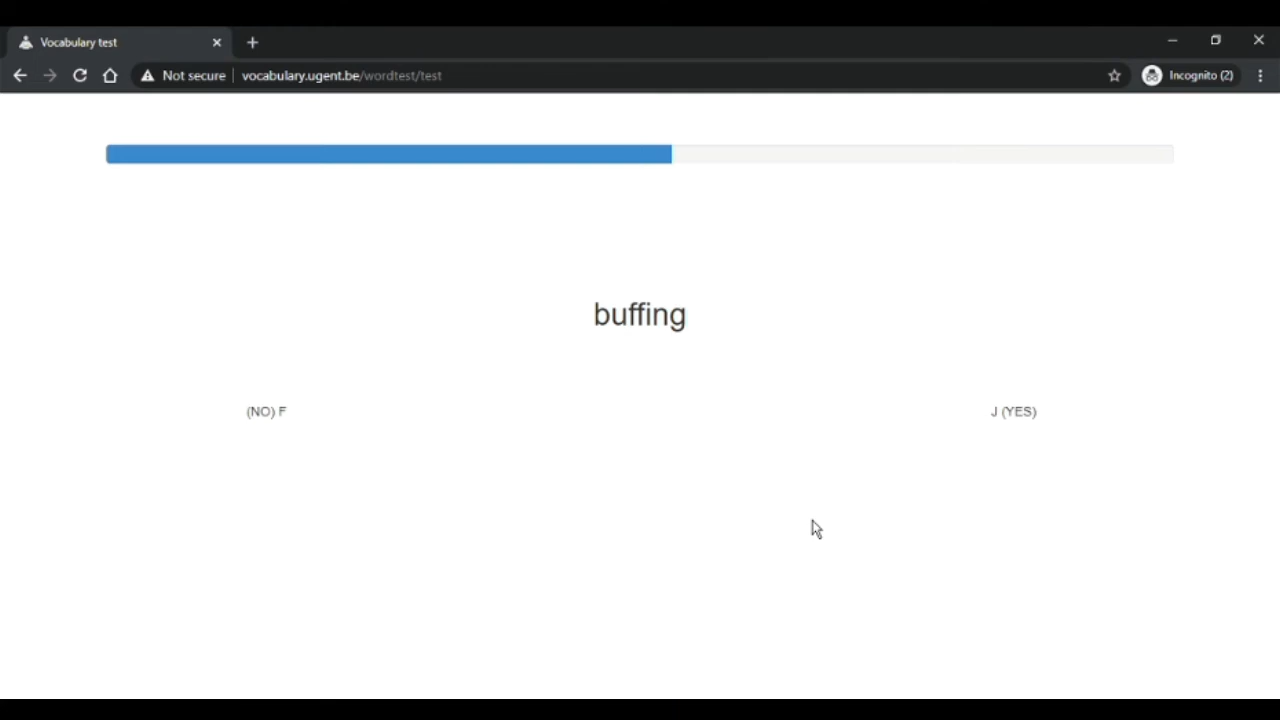 Vocabulary test
Not secure vocabulary.ugent.be/wordtest/test Incognito (2)
buffing
(NO) F J (YES)